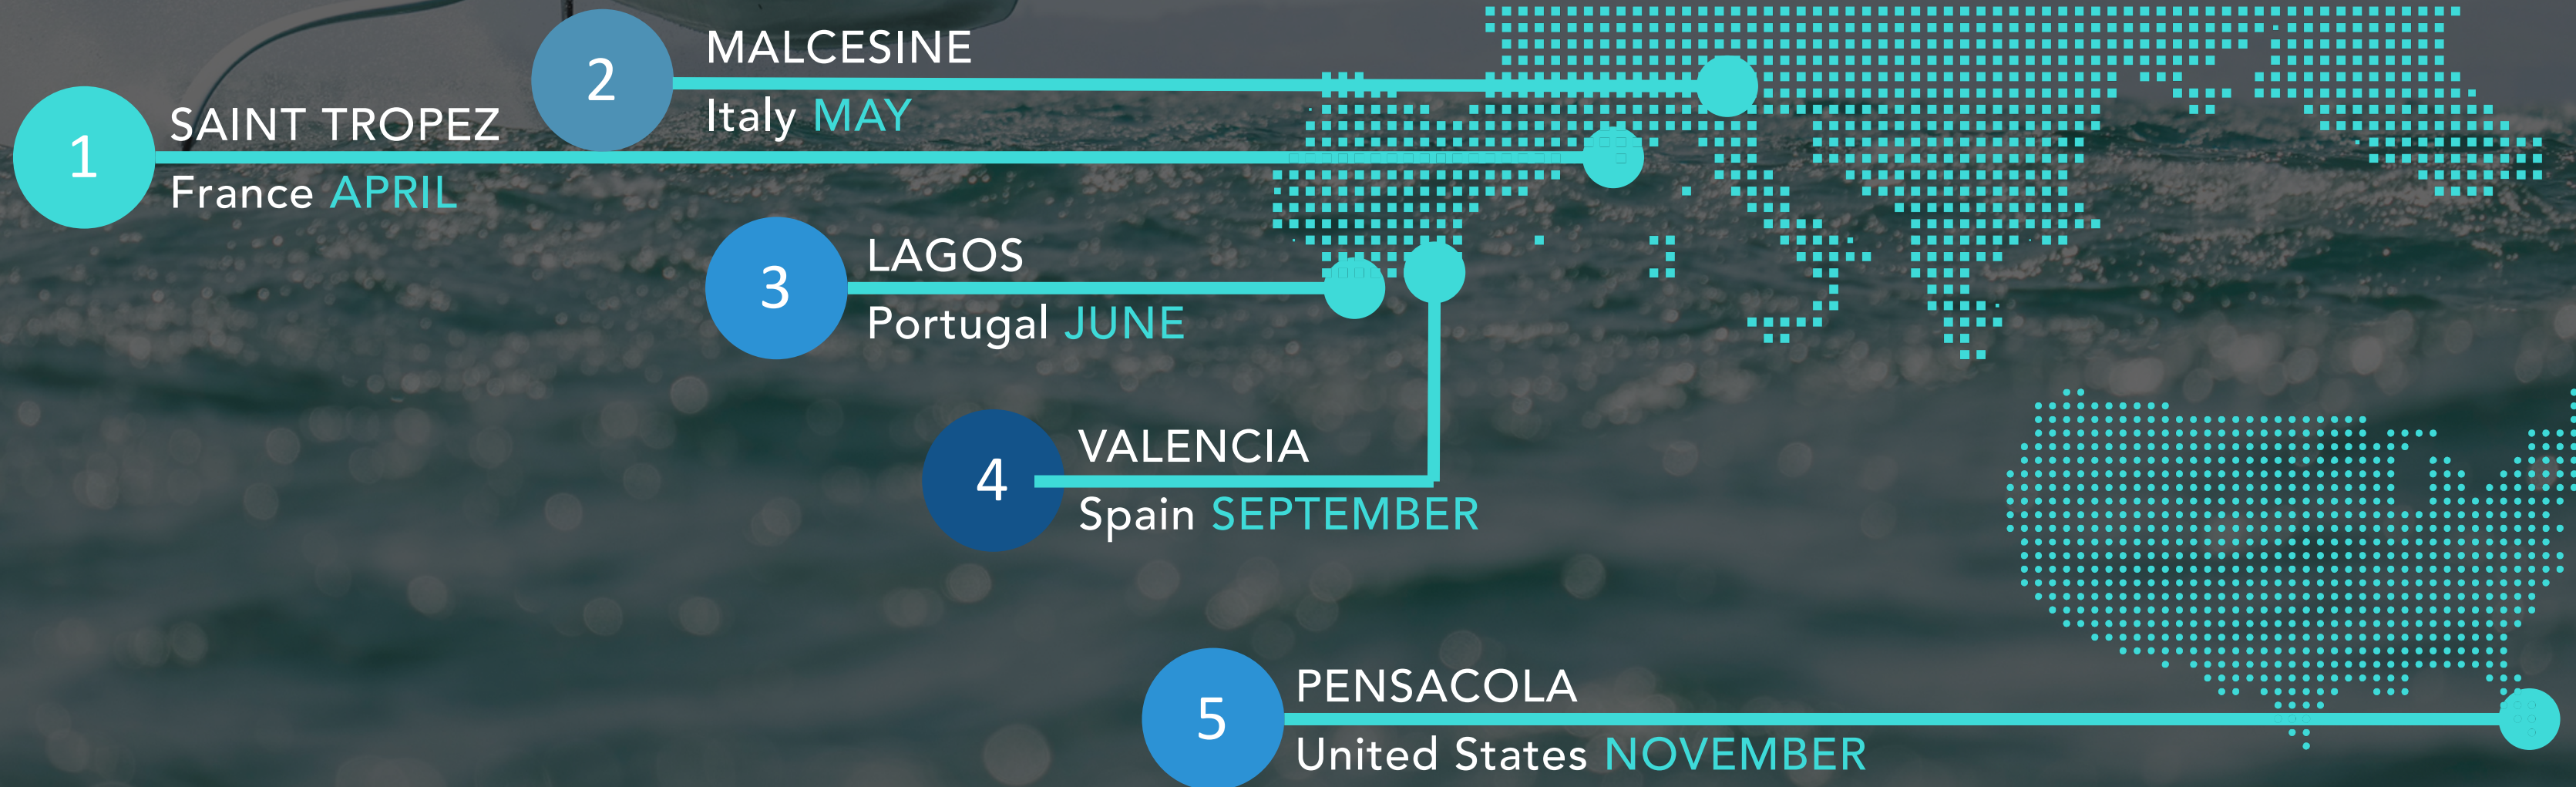 1
SAINT TROPEZ
France APRIL
2
MALCESINE
Italy MAY
3
LAGOS
Portugal JUNE
4
VALENCIA
Spain SEPTEMBER
5
PENSACOLA
United States NOVEMBER